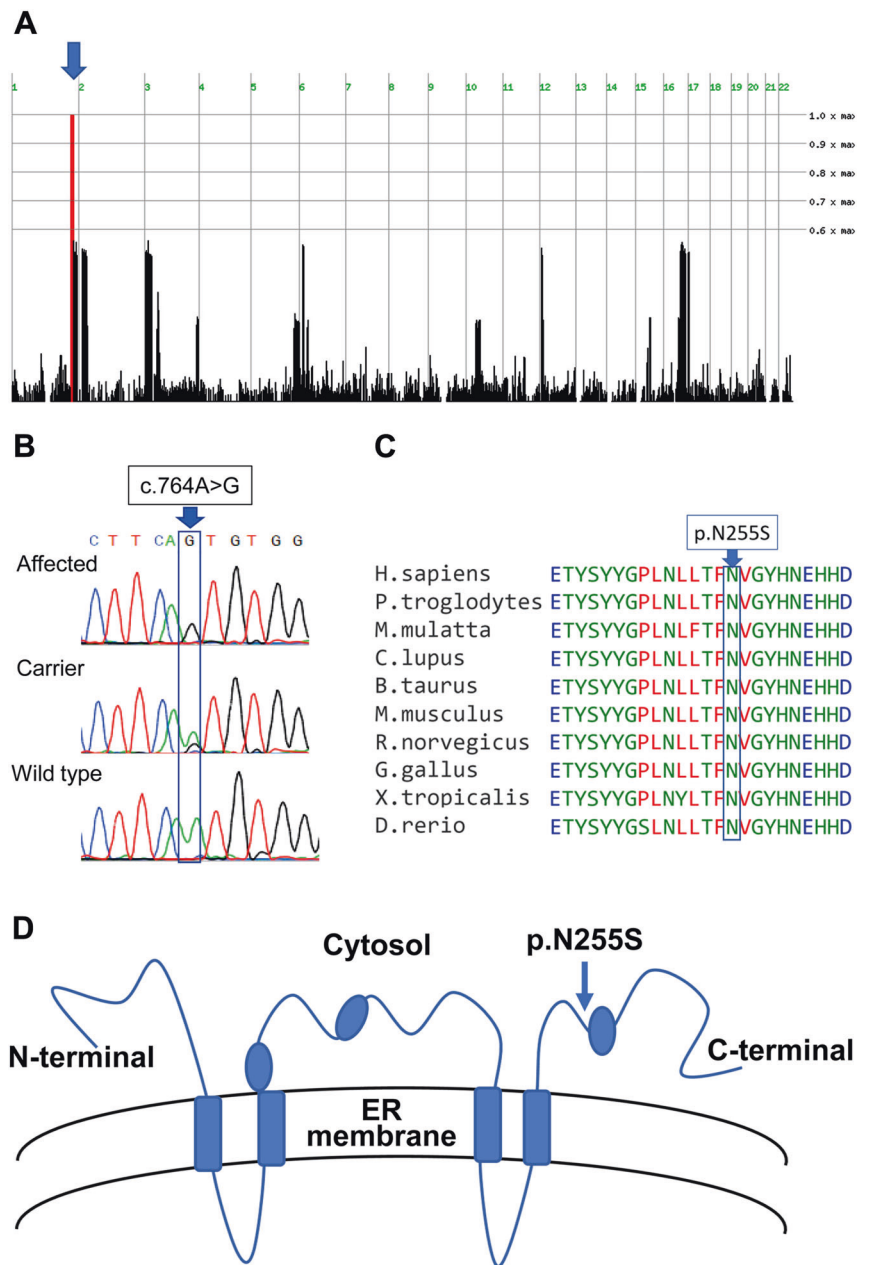 A
1 2 3 4 5 6 7 8 9 10 11 12 13 14 15 16 17 18 19 20 21 22
1.0 x max
0.9 x max
0.8 x max
0.7 x max
0.6 x max
B
c.764A>G
C T T C A G T G T G G
Affected
Carrier
Wild type
C
p.N255S
H.sapiens ETYSYYGPLNLLTFNVGYHNEHHD
P.troglodytes ETYSYYGPLNLLTFNVGYHNEHHD
M.mulatta ETYSYYGPLNLFTFNVGYHNEHHD
C.lupus ETYSYYGPLNLLTFNVGYHNEHHD
B.taurus ETYSYYGPLNLLTFNVGYHNEHHD
M.musculus ETYSYYGPLNLLTFNVGYHNEHHD
R.norvegicus ETYSYYGPLNLLTFNVGYHNEHHD
G.gallus ETYSYYGPLNLLTFNVGYHNEHHD
X.tropicalis ETYSYYGPLNYLTFNVGYHNEHHD
D.rerio ETYSYYGSLNLLTFNVGYHNEHHD
D
Cytosol
p.N255S
N-terminal
C-terminal
ER
membrane